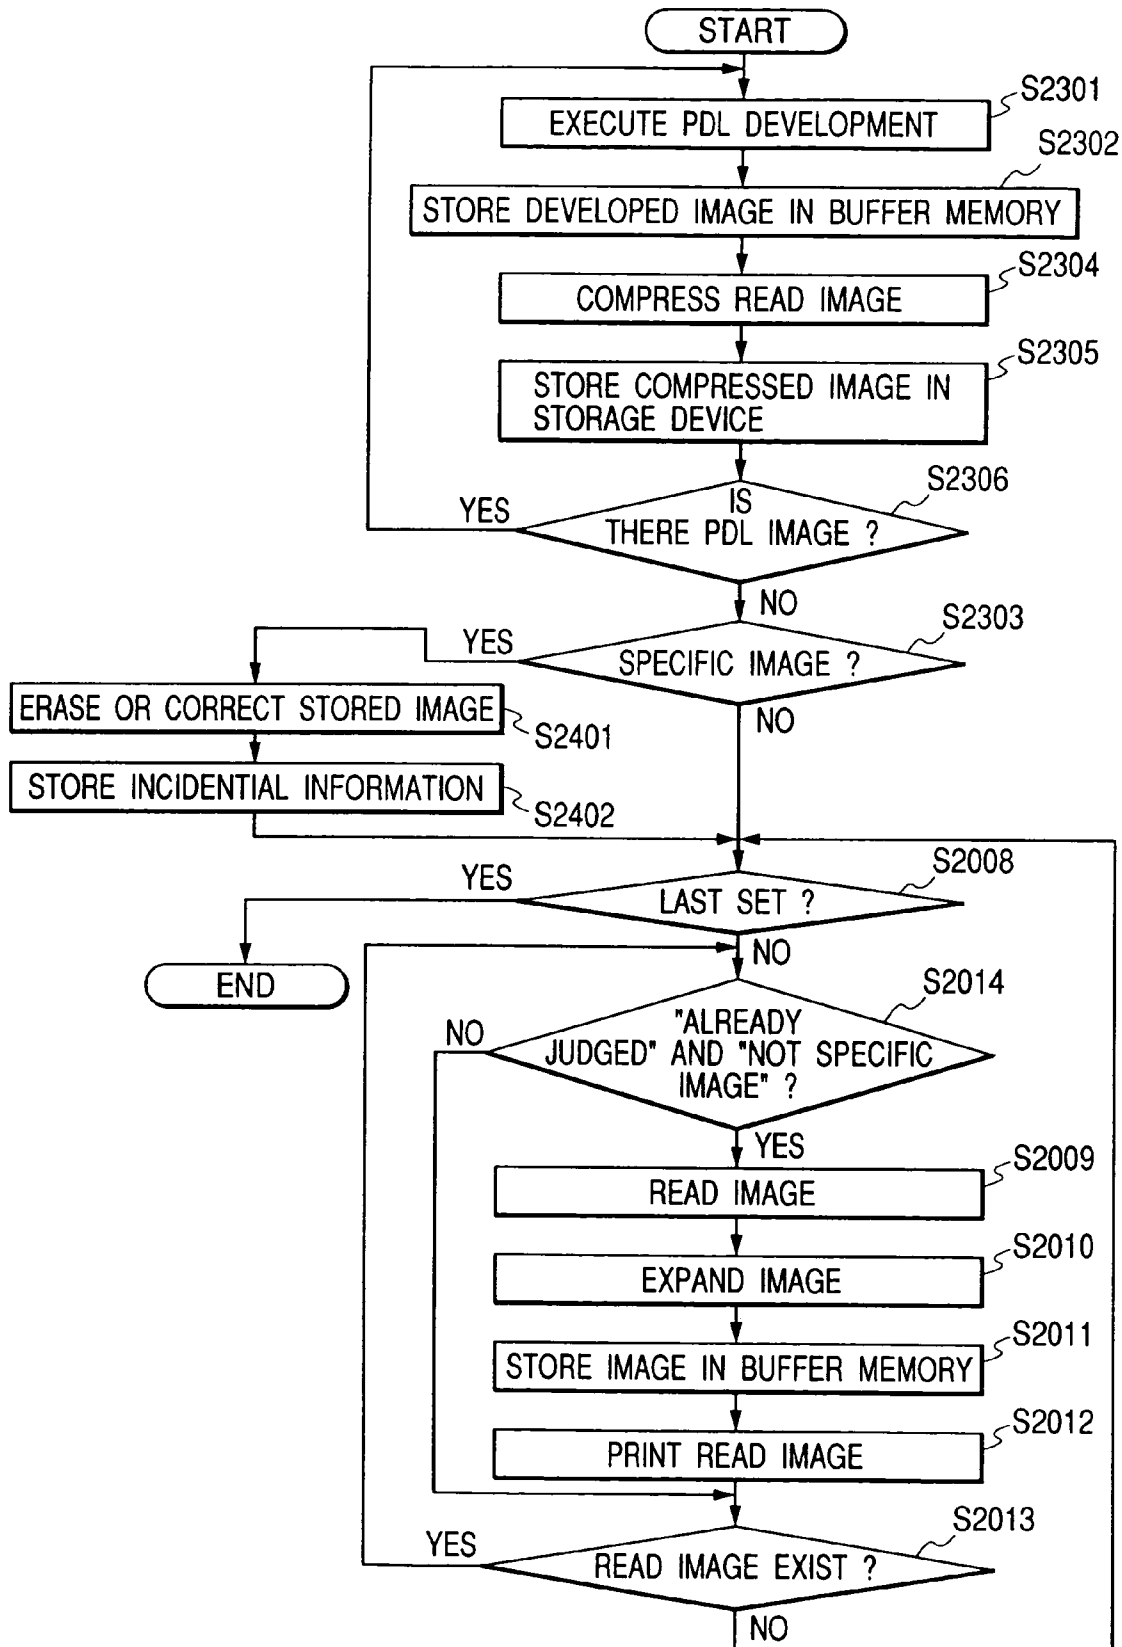 START
S2301
EXECUTE PDL DEVELOPMENT
S2302
STORE DEVELOPED IMAGE IN BUFFER MEMORY
S2304
COMPRESS READ IMAGE
S2305
STORE COMPRESSED IMAGE IN
STORAGE DEVICE
S2306
YES
IS
THERE PDL IMAGE ?
NO
S2303
YES
SPECIFIC IMAGE ?
ERASE OR CORRECT STORED IMAGE
NO
S2401
STORE INCIDENTIAL INFORMATION
S2402
S2008
YES
LAST SET ?
NO
END
S2014
NO
"ALREADY
JUDGED" AND "NOT SPECIFIC
IMAGE" ?
YES
S2009
READ IMAGE
S2010
EXPAND IMAGE
S2011
STORE IMAGE IN BUFFER MEMORY
S2012
PRINT READ IMAGE
S2013
YES
READ IMAGE EXIST ?
NO